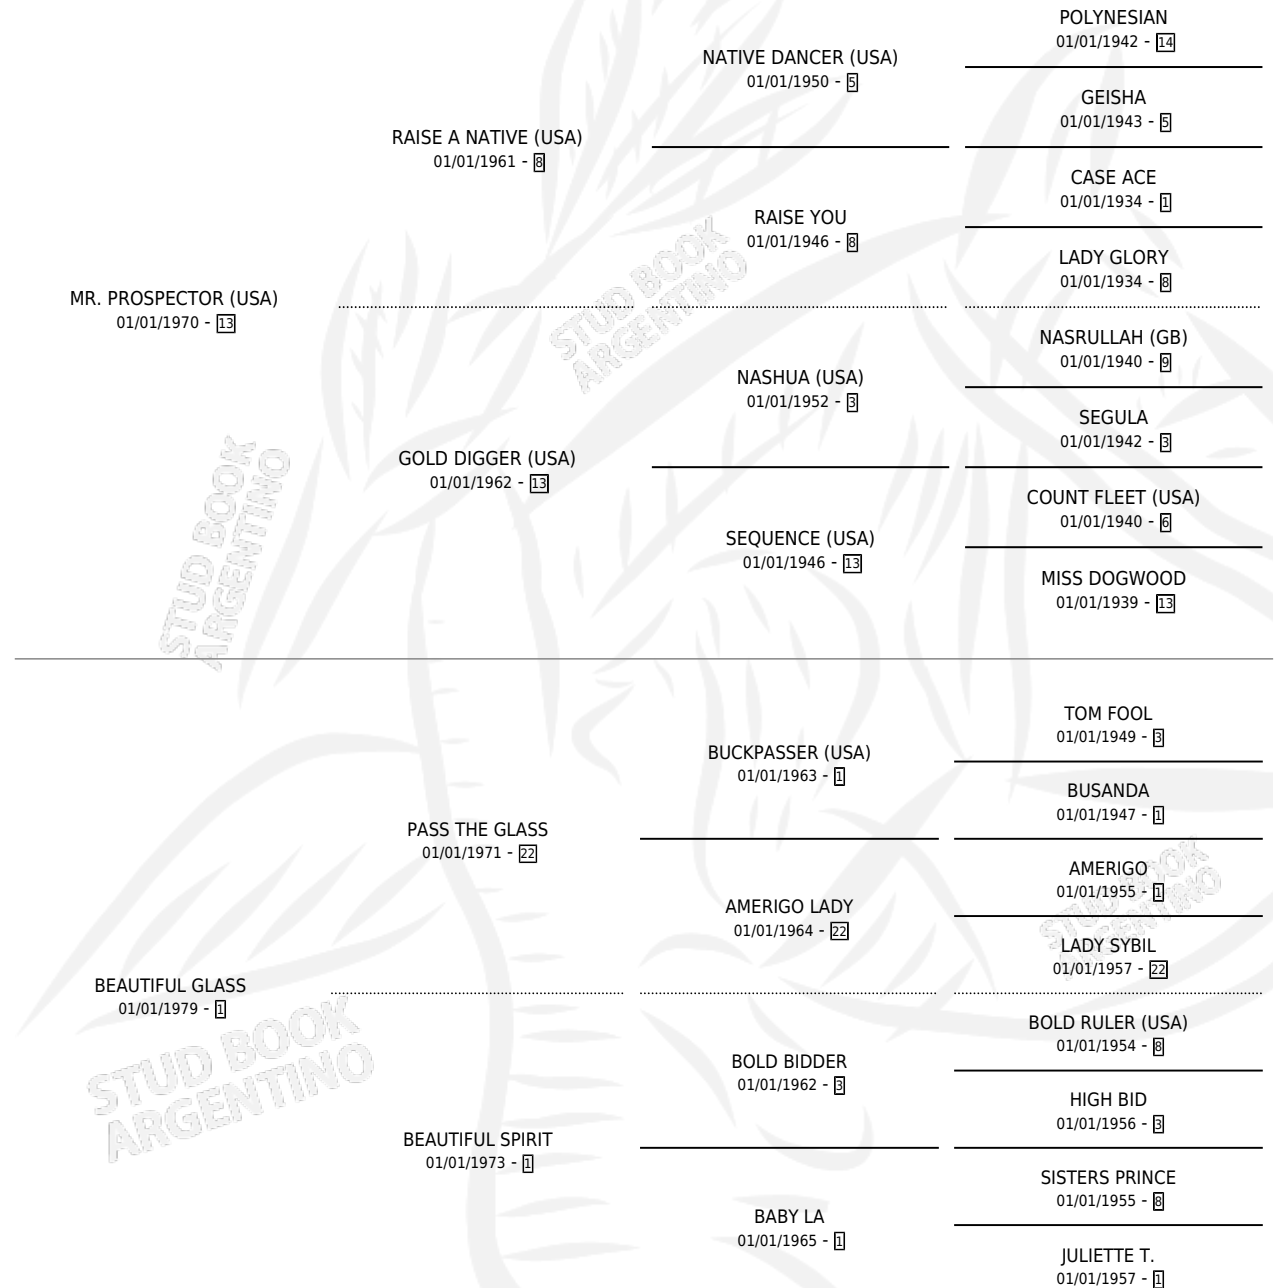 POLYNESIAN
01/01/1942 - 14
NATIVE DANCER (USA)
01/01/1950 - 5
GEISHA
01/01/1943 - 5
RAISE A NATIVE (USA)
01/01/1961 - 8
CASE ACE
01/01/1934 - 1
RAISE YOU
01/01/1946 - 8
LADY GLORY
01/01/1934 - 8
MR. PROSPECTOR (USA)
01/01/1970 - 13
STUD BOOK
ARGENTINO
NASRULLAH (GB)
01/01/1940 - 9
NASHUA (USA)
01/01/1952 - 3
SEGULA
01/01/1942 - 3
GOLD DIGGER (USA)
01/01/1962 - 13
COUNT FLEET (USA)
01/01/1940 - 6
SEQUENCE (USA)
01/01/1946 - 13
MISS DOGWOOD
01/01/1939 - 13
STUD BOOK
ARGENTINO
TOM FOOL
01/01/1949 - 3
BUCKPASSER (USA)
01/01/1963 - 1
BUSANDA
01/01/1947 - 1
PASS THE GLASS
01/01/1971 - 22
AMERIGO
01/01/1955 - 1
AMERIGO LADY
01/01/1964 - 22
STUD BOOK
ARGENTINO
LADY SYBIL
01/01/1957 - 22
BEAUTIFUL GLASS
01/01/1979 - 1
BOLD RULER (USA)
01/01/1954 - 8
STUD BOOK
ARGENTINO
BOLD BIDDER
01/01/1962 - 3
HIGH BID
01/01/1956 - 3
BEAUTIFUL SPIRIT
01/01/1973 - 1
SISTERS PRINCE
01/01/1955 - 8
BABY LA
01/01/1965 - 1
JULIETTE T.
01/01/1957 - 1